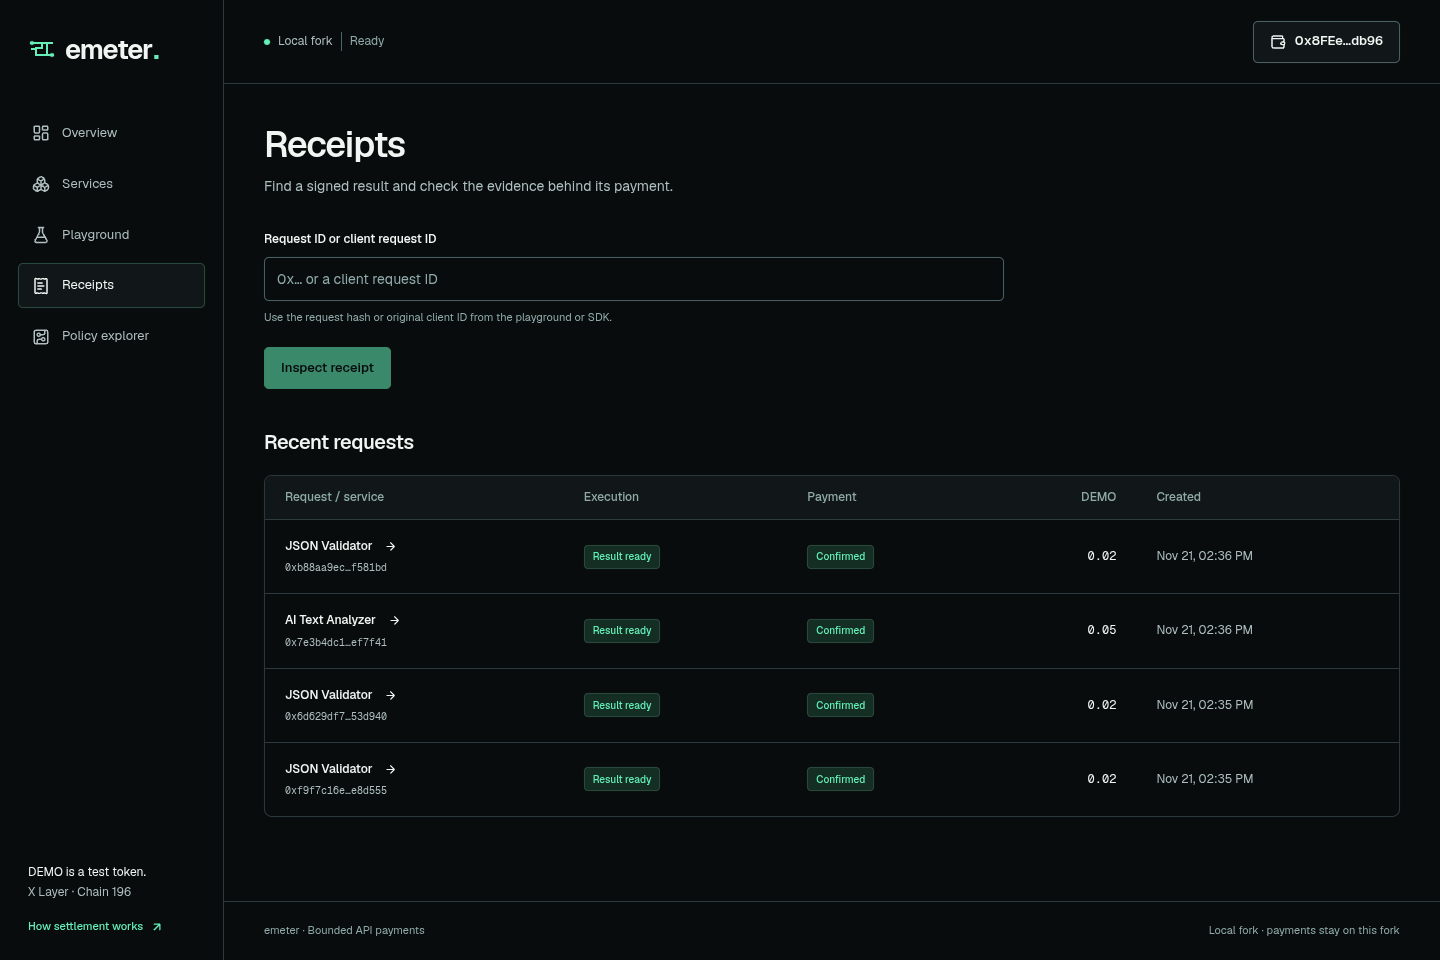 emeter.
Overview
Services
Playground
Receipts
Policy explorer
DEMO is a test token.
X Layer · Chain 196
How settlement works
Local fork
Ready
0x8FEe...db96
Receipts
Find a signed result and check the evidence behind its payment.
Request ID or client request ID
0x... or a client request ID
Use the request hash or original client ID from the playground or SDK.
Inspect receipt
Recent requests
Request / service Execution Payment DEMO Created
JSON Validator
0xb88aa9ec…f581bd
Result ready Confirmed 0.02 Nov 21, 02:36 PM
AI Text Analyzer
0x7e3b4dc1…ef7f41
Result ready Confirmed 0.05 Nov 21, 02:36 PM
JSON Validator
0x6d629df7…53d940
Result ready Confirmed 0.02 Nov 21, 02:35 PM
JSON Validator
0xf9f7c16e…e8d555
Result ready Confirmed 0.02 Nov 21, 02:35 PM
emeter · Bounded API payments
Local fork · payments stay on this fork